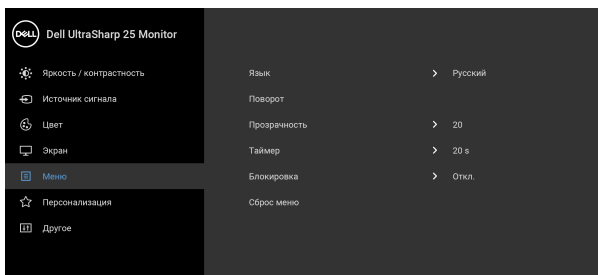 DELL Dell UltraSharp 25 Monitor
Яркость / контрастность
Источник сигнала
Цвет
Экран
Меню
Персонализация
Другое
Язык Русский
Поворот
Прозрачность 20
Таймер 20 s
Блокировка Откл.
Сброс меню